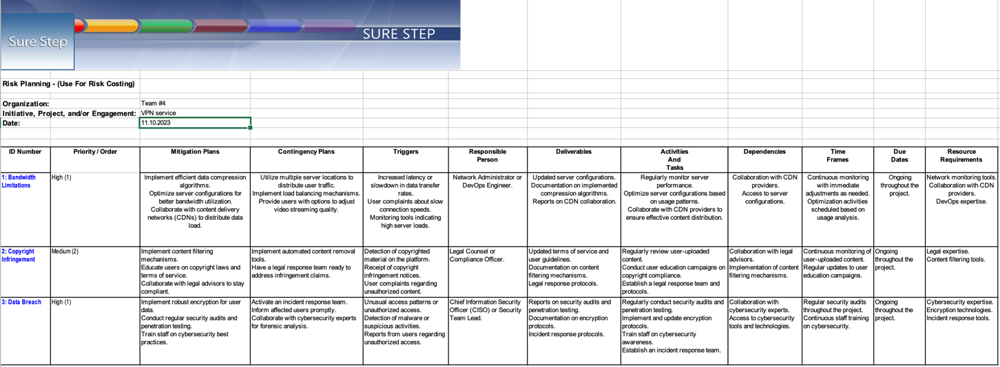 Sure Step
SURE STEP
Risk Planning - (Use For Risk Costing)
Organization:
Team #4
Initiative, Project, and/or Engagement:
VPN service
Date:
11.10.2023
ID Number
Priority / Order
Mitigation Plans
Contingency Plans
Triggers
Responsible
Person
Deliverables
Activities
And
Tasks
Dependencies
Time
Frames
Due
Dates
Resource
Requirements
1: Bandwidth
Limitations
High (1)
Implement efficient data compression
algorithms.
Optimize server configurations for
better bandwidth utilization.
Collaborate with content delivery
networks (CDNs) to distribute data
load.
Utilize multiple server locations to
distribute user traffic.
Implement load balancing mechanisms.
Provide users with options to adjust
video streaming quality.
Increased latency or
slowdown in data transfer
rates.
User complaints about slow
connection speeds.
Monitoring tools indicating
high server loads.
Network Administrator or
DevOps Engineer.
Updated server configurations.
Documentation on implemented
compression algorithms.
Reports on CDN collaboration.
Regularly monitor server
performance.
Optimize server configurations based
on usage patterns.
Collaborate with CDN providers to
ensure effective content distribution.
Collaboration with CDN
providers.
Access to server
configurations.
Continuous monitoring
with immediate
adjustments as needed.
Optimization activities
scheduled based on
usage analysis.
Ongoing
throughout the
project.
Network monitoring tools.
Collaboration with CDN
providers.
DevOps expertise.
2: Copyright
Infringement
Medium (2)
Implement content filtering
mechanisms.
Educate users on copyright laws and
terms of service.
Collaborate with legal advisors to stay
compliant.
Implement automated content removal
tools.
Have a legal response team ready to
address infringement claims.
Detection of copyrighted
material on the platform.
Receipt of copyright
infringement notices.
User complaints regarding
unauthorized content.
Legal Counsel or
Compliance Officer.
Updated terms of service and
user guidelines.
Documentation on content
filtering mechanisms.
Legal response protocols.
Regularly review user-uploaded
content.
Conduct user education campaigns on
copyright compliance.
Establish a legal response team and
protocols.
Collaboration with legal
advisors.
Implementation of content
filtering mechanisms.
Continuous monitoring of
user-uploaded content.
Regular updates to user
education campaigns.
Ongoing
throughout the
project.
Legal expertise.
Content filtering tools.
3: Data Breach
High (1)
Implement robust encryption for user
data.
Conduct regular security audits and
penetration testing.
Train staff on cybersecurity best
practices.
Activate an incident response team.
Inform affected users promptly.
Collaborate with cybersecurity experts
for forensic analysis.
Unusual access patterns or
unauthorized access.
Detection of malware or
suspicious activities.
Reports from users regarding
unauthorized access.
Chief Information Security
Officer (CISO) or Security
Team Lead.
Reports on security audits and
penetration testing.
Documentation on encryption
protocols.
Incident response protocols.
Regularly conduct security audits and
penetration testing.
Implement and update encryption
protocols.
Train staff on cybersecurity
awareness.
Establish an incident response team.
Collaboration with
cybersecurity experts.
Access to cybersecurity
tools and technologies.
Regular security audits
throughout the project.
Continuous staff training
on cybersecurity.
Ongoing
throughout the
project.
Cybersecurity expertise.
Encryption technologies.
Incident response tools.